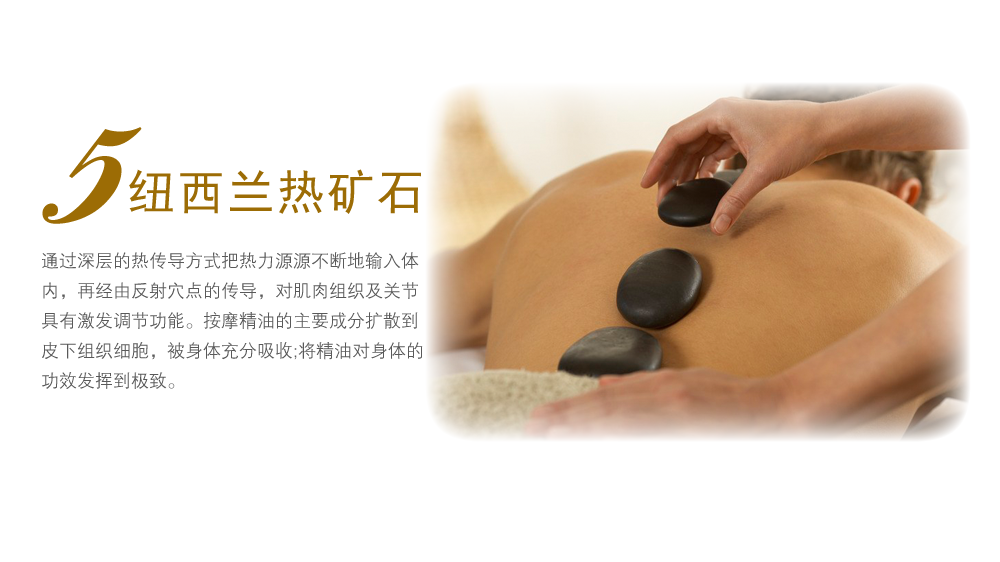 5 纽西兰热矿石
通过深层的热传导方式把热力源源不断地输入体
内，再经由反射穴点的传导，对肌肉组织及关节
具有激发调节功能。按摩精油的主要成分扩散到
皮下组织细胞，被身体充分吸收;将精油对身体的
功效发挥到极致。